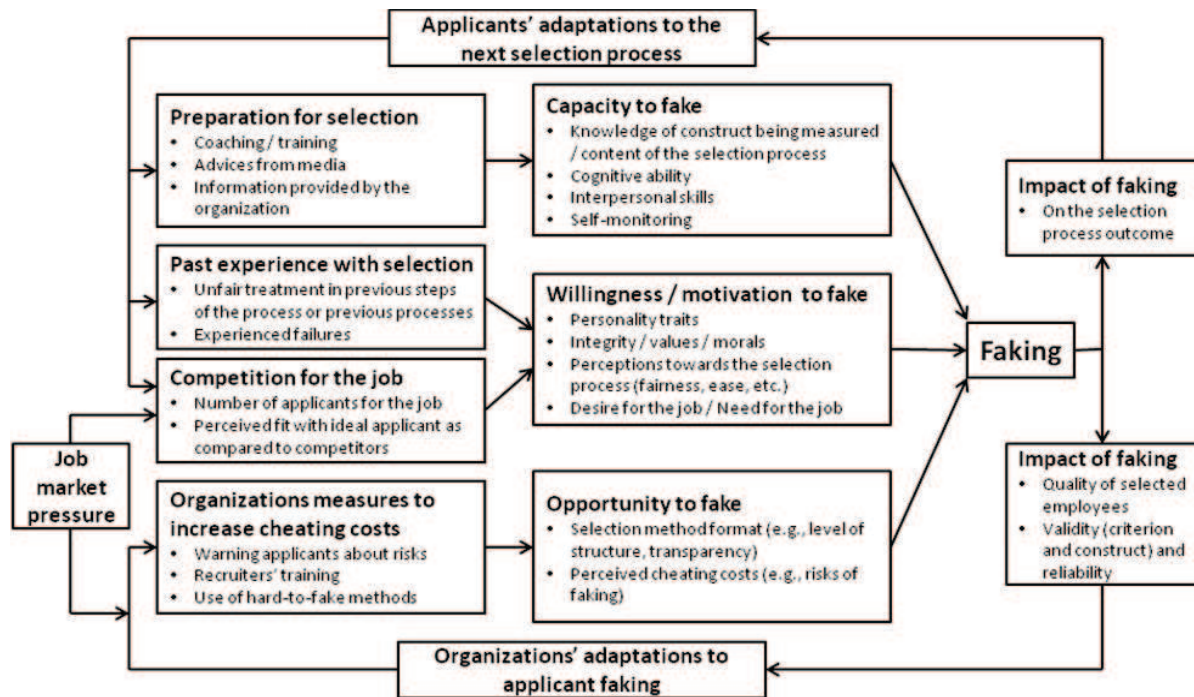 Applicants' adaptations to the
next selection process
Preparation for selection
• Coaching / training
• Advices from media
• Information provided by the
organization
Capacity to fake
• Knowledge of construct being measured
/ content of the selection process
• Cognitive ability
• Interpersonal skills
• Self-monitoring
Impact of faking
• On the selection
process outcome
Past experience with selection
• Unfair treatment in previous steps
of the process or previous processes
• Experienced failures
Willingness / motivation to fake
• Personality traits
• Integrity / values / morals
• Perceptions towards the selection
process (fairness, ease, etc.)
• Desire for the job / Need for the job
Faking
Competition for the job
• Number of applicants for the job
• Perceived fit with ideal applicant as
compared to competitors
Job
market
pressure
Organizations measures to
increase cheating costs
• Warning applicants about risks
• Recruiters' training
• Use of hard-to-fake methods
Opportunity to fake
• Selection method format (e.g., level of
structure, transparency)
• Perceived cheating costs (e.g., risks of
faking)
Impact of faking
• Quality of selected
employees
• Validity (criterion
and construct) and
reliability
Organizations' adaptations to
applicant faking